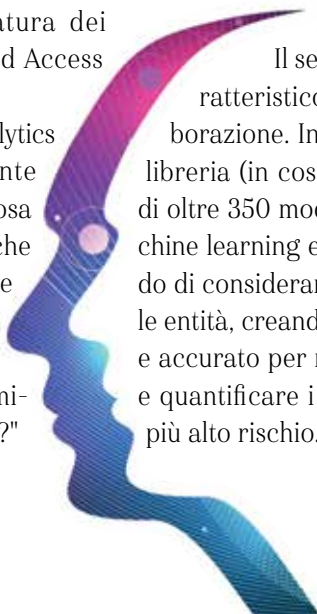 atura dei
d Access
lytics
nte
osa
che
e
mi-
?"
Il se
ratteristico
borazione. In
libreria (in cos
di oltre 350 mod
chine learning e
do di considerar
le entità, creand
e accurato per r
e quantificare i
più alto rischio.